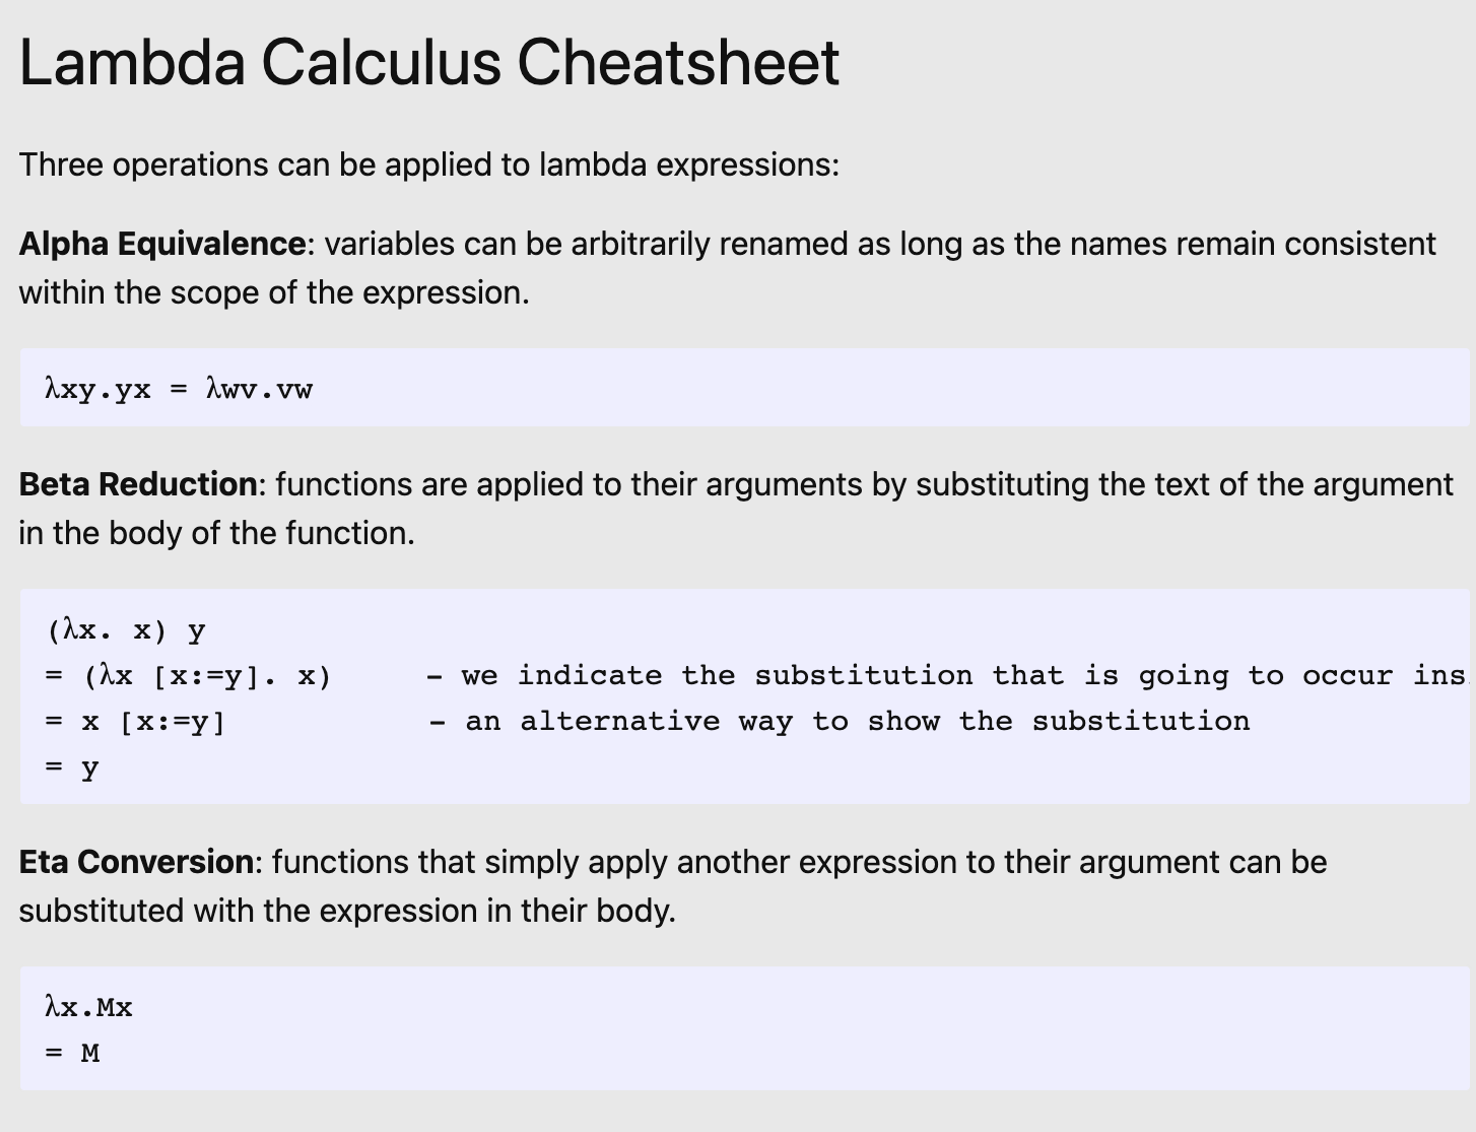 Lambda Calculus Cheatsheet
Three operations can be applied to lambda expressions:
Alpha Equivalence: variables can be arbitrarily renamed as long as the names remain consistent
within the scope of the expression.
λxy.yx = λwv.vw
Beta Reduction: functions are applied to their arguments by substituting the text of the argument
in the body of the function.
(λx. x) y
= (λx [x:=y]. x)     – we indicate the substitution that is going to occur ins
= x [x:=y]           – an alternative way to show the substitution
= y
Eta Conversion: functions that simply apply another expression to their argument can be
substituted with the expression in their body.
λx.Mx
= M